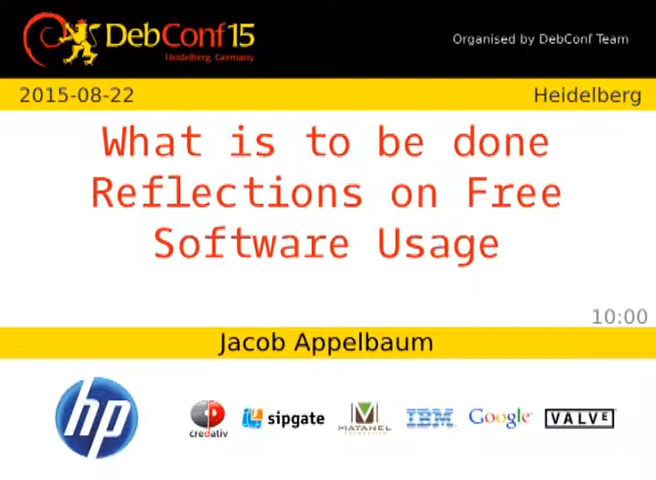 DebConf15
Heidelberg, Germany
Organised by DebConf Team
2015-08-22
Heidelberg
What is to be done
Reflections on Free
Software Usage
10:00
Jacob Appelbaum
hp
credativ
sipgate
MATANEL
FOUNDATION
IBM
Google
VALVE